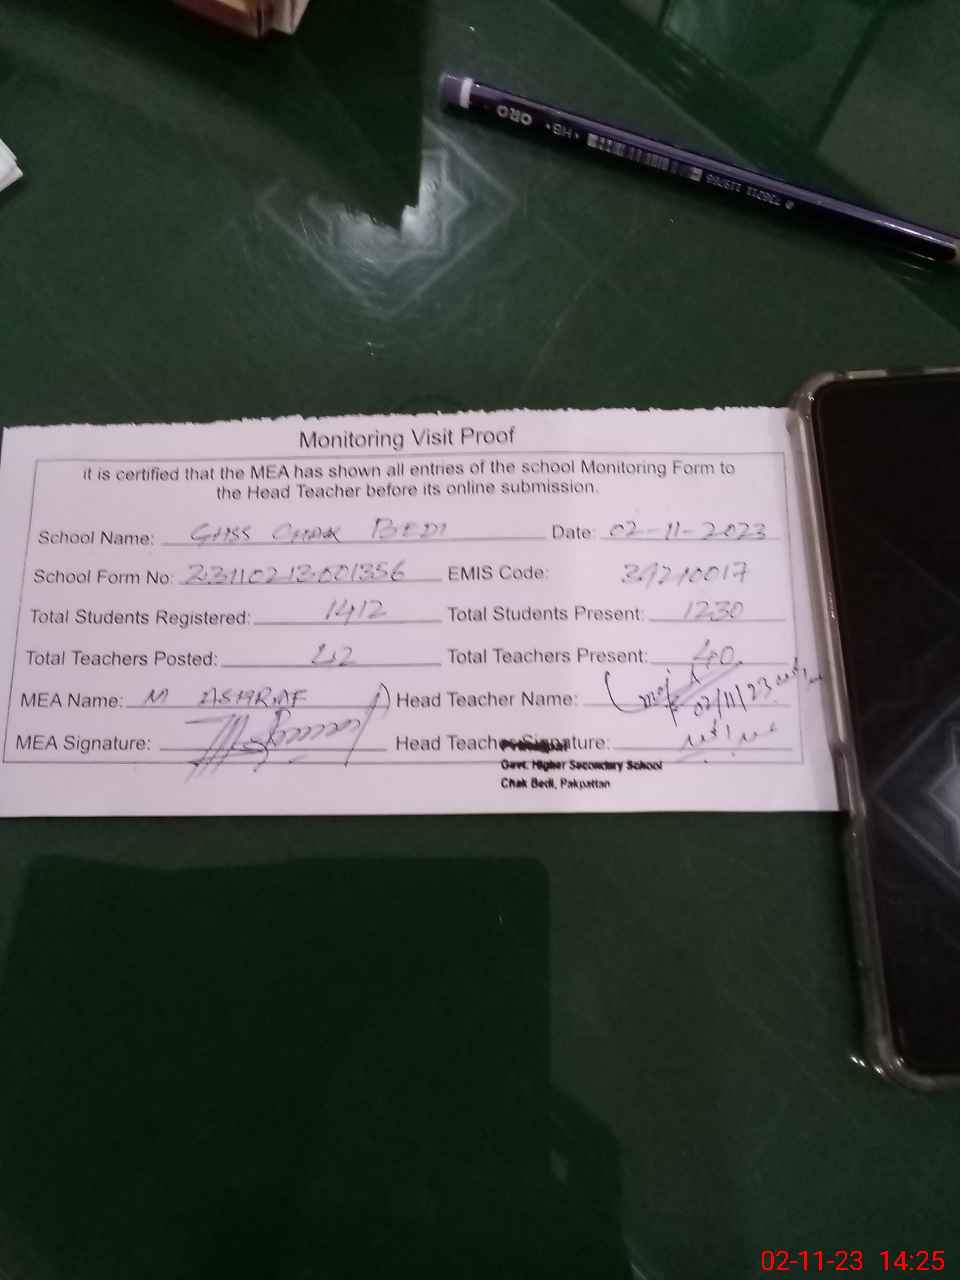 ORO • HB •
Monitoring Visit Proof
it is certified that the MEA has shown all entries of the school Monitoring Form to
the Head Teacher before its online submission.
School Name: GHSS CHAK BEDI Date: 02-11-2023
School Form No: 23110213001356 EMIS Code: 39210017
Total Students Registered: 1412 Total Students Present: 1230
Total Teachers Posted: 42 Total Teachers Present: 40
MEA Name: M ASHRAF Head Teacher Name: 02/11/23
MEA Signature: Head Teacher Signature:
Principal
Govt. Higher Secondary School
Chak Bedi, Pakpattan
02-11-23 14:25